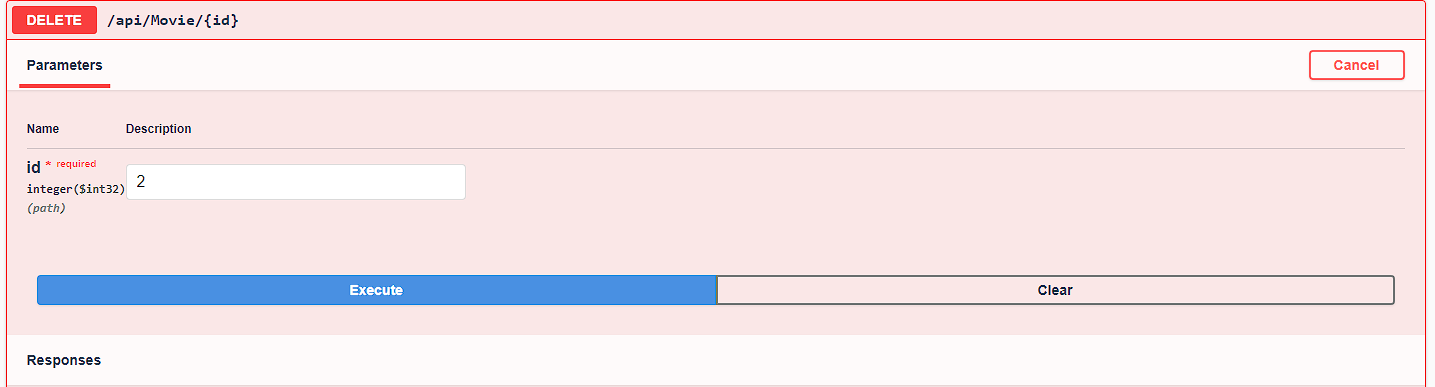 DELETE /api/Movie/{id}
Parameters Cancel
Name Description
id * required
integer($int32) 2
(path)
Execute Clear
Responses